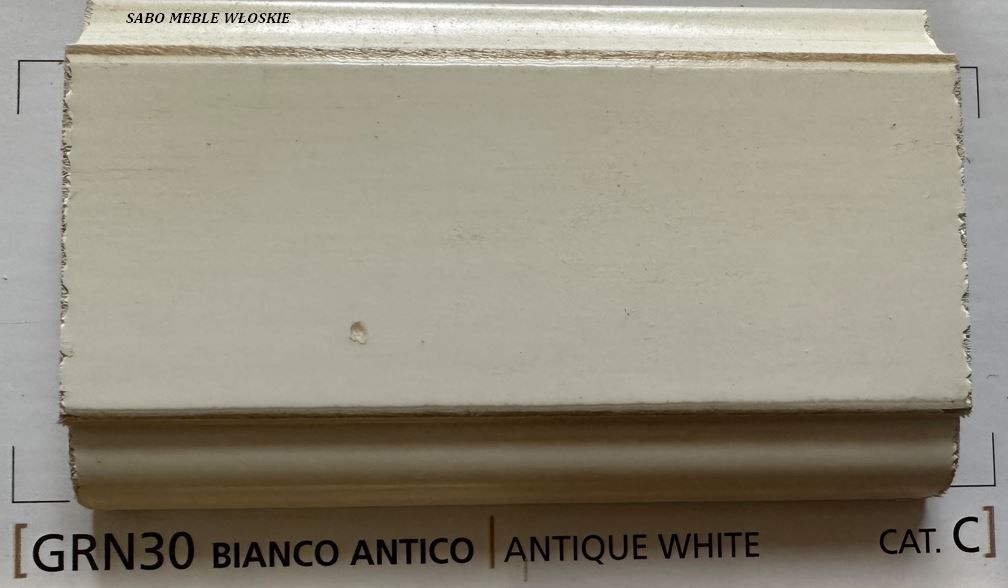 SABO MEBLE WŁOSKIE
[GRN30 BIANCO ANTICO | ANTIQUE WHITE CAT. C]